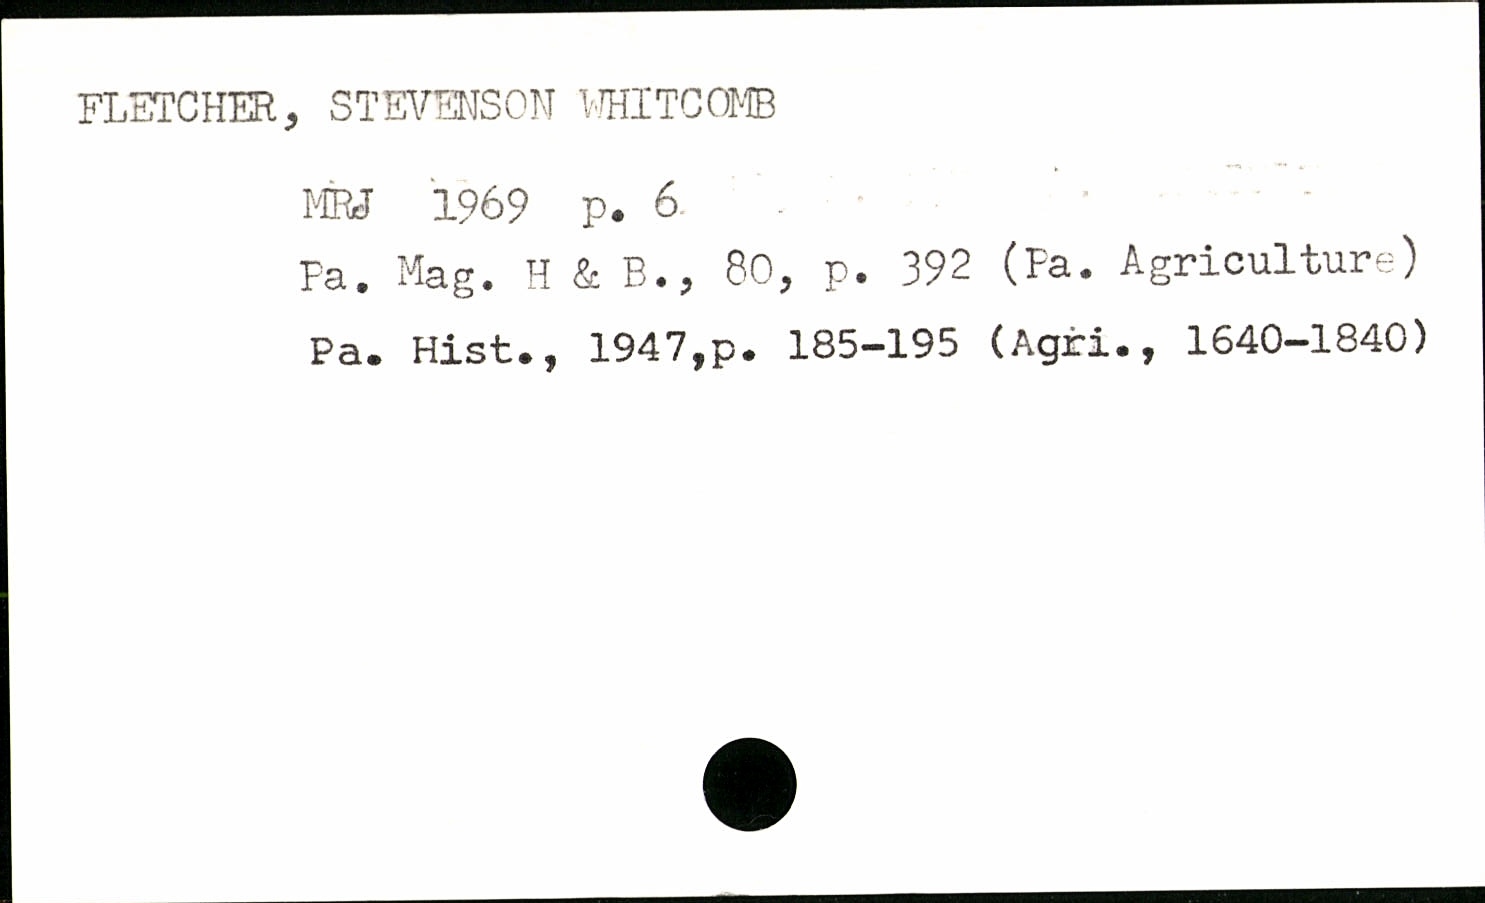 FLETCHER, STEVENSON WHITCOMB
MRJ 1969 p. 6
Pa. Mag. H & B., 80, p. 392 (Pa. Agriculture)
Pa. Hist., 1947,p. 185-195 (Agri., 1640-1840)